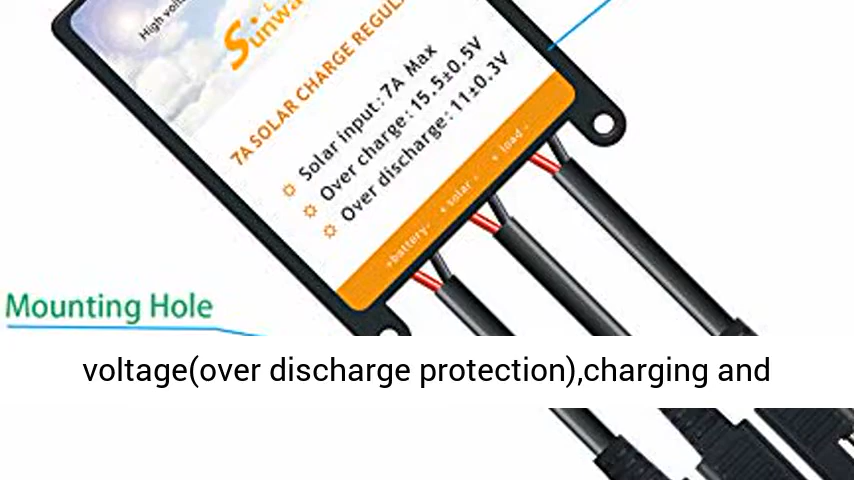 High
Sunwa
7A SOLAR CHARGE REGUL
Solar input: 7A Max
Over charge: 15.5±0.5V
Over discharge: 11±0.3V
+battery- + solar - + load -
Mounting Hole
voltage(over discharge protection),charging and